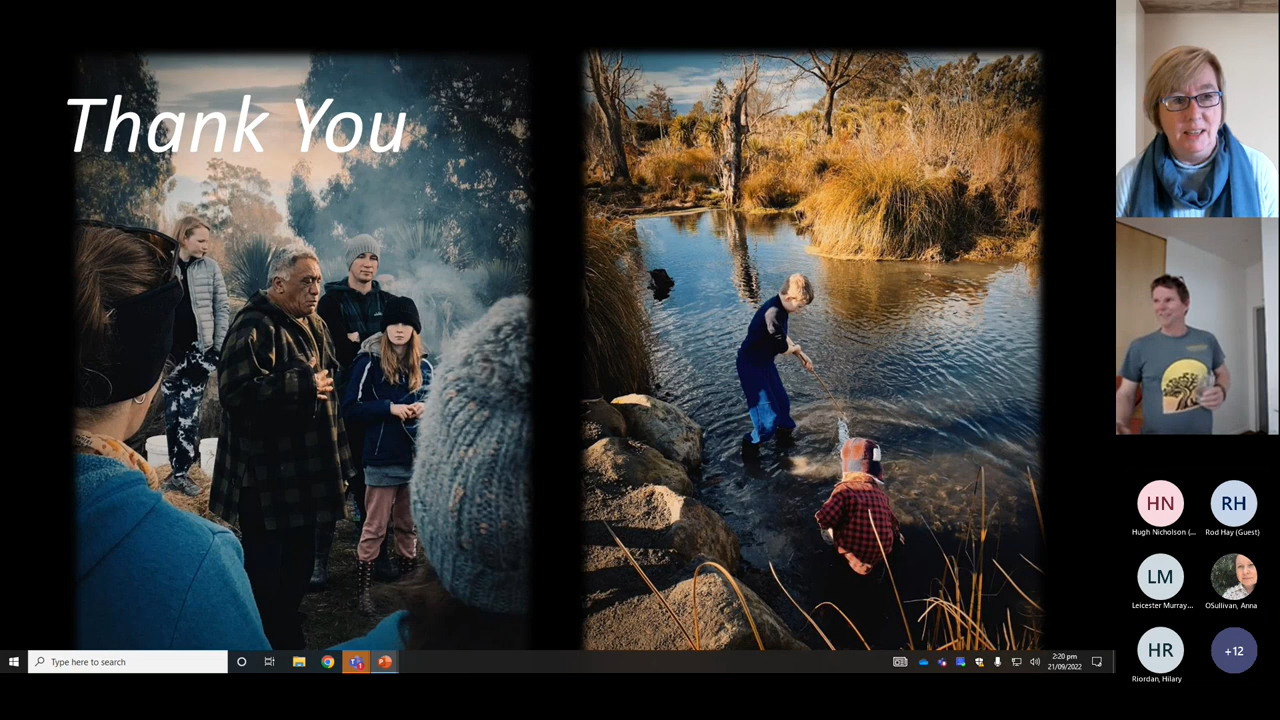 Thank You
Type here to search
2:20 pm
21/09/2022
HN
RH
Hugh Nicholson (...
Rod Hay (Guest)
LM
Leicester Murray...
OSullivan, Anna
HR
+12
Riordan, Hilary